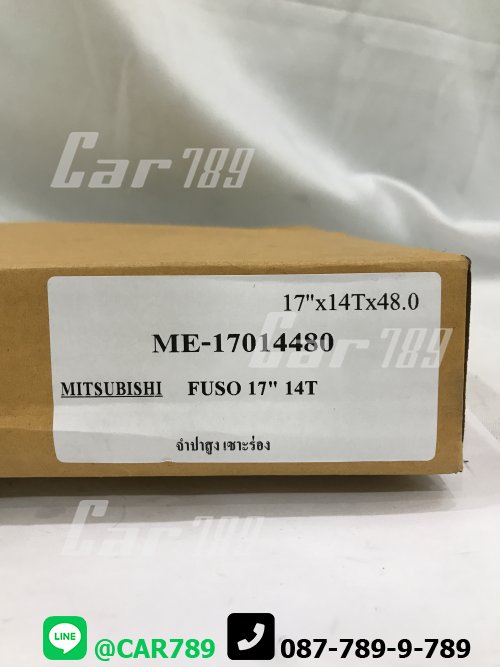 Car 789
17"x14Tx48.0
ME-17014480
Car 789
MITSUBISHI FUSO 17" 14T
จำปาสูง เซาะร่อง
Car 789
LINE @CAR789 087-789-9-789